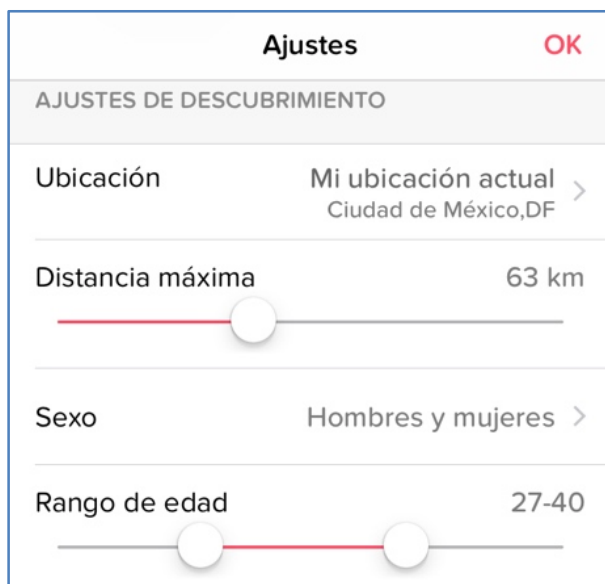 Ajustes OK
AJUSTES DE DESCUBRIMIENTO
Ubicación Mi ubicación actual
Ciudad de México,DF
Distancia máxima 63 km
Sexo Hombres y mujeres
Rango de edad 27-40